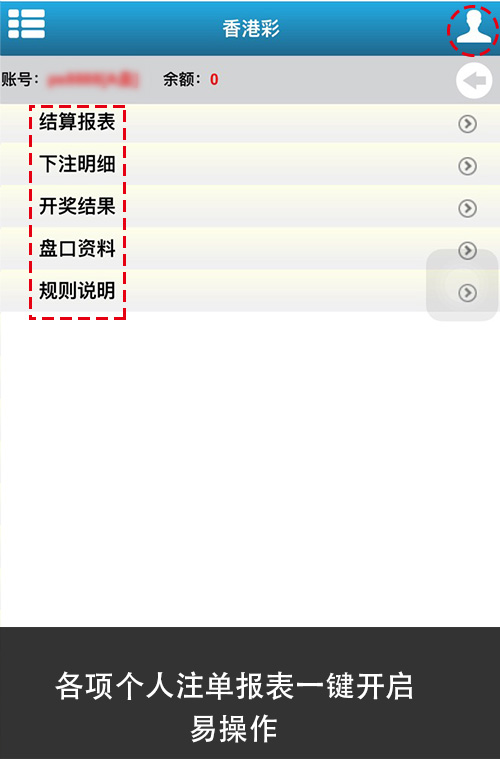 香港彩
账号: 余额: 0
结算报表
下注明细
开奖结果
盘口资料
规则说明
各项个人注单报表一键开启
易操作